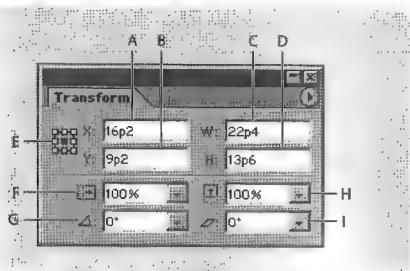 A B C D
Transform
E X: 16p2 W: 22p4
Y: 9p2 H: 13p6
F 100% 100% H
G 0° 0° I